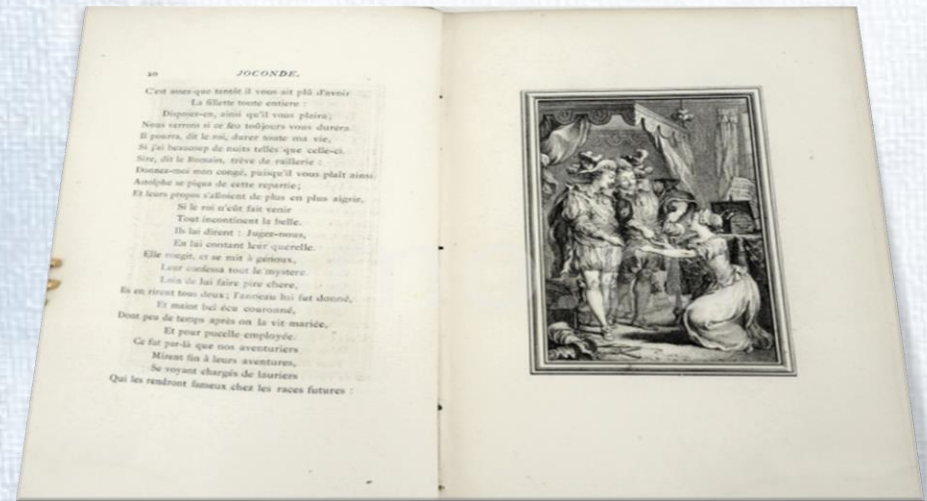 20 JOCONDE.
C'est assez que tantôt il vous ait plû d'avoir
La fillette toute entiere :
Disposez-en, ainsi qu'il vous plaira ;
Nous verrons si ce feu toûjours vous durera.
Il pourra, dit le roi, durer toute ma vie,
Si j'ai beaucoup de nuits telles que celle-ci.
Sire, dit le Romain, trève de raillerie :
Donnez-moi mon congé, puisqu'il vous plaît ainsi.
Astolphe se piqua de cette repartie ;
Et leurs propos s'alloient de plus en plus aigrir,
Si le roi n'eût fait venir
Tout incontinent la belle.
Ils lui dirent : Jugez-nous,
En lui contant leur querelle.
Elle rougit, et se mit à genoux,
Leur confessa tout le mystere.
Loin de lui faire pire chere,
Ils en rirent tous deux ; l'anneau lui fut donné,
Et maint bel écu couronné,
Dont peu de temps après on la vit mariée,
Et pour pucelle employée.
Ce fut par-là que nos aventuriers
Mirent fin à leurs aventures,
Se voyant chargés de lauriers
Qui les rendront fameux chez les races futures :